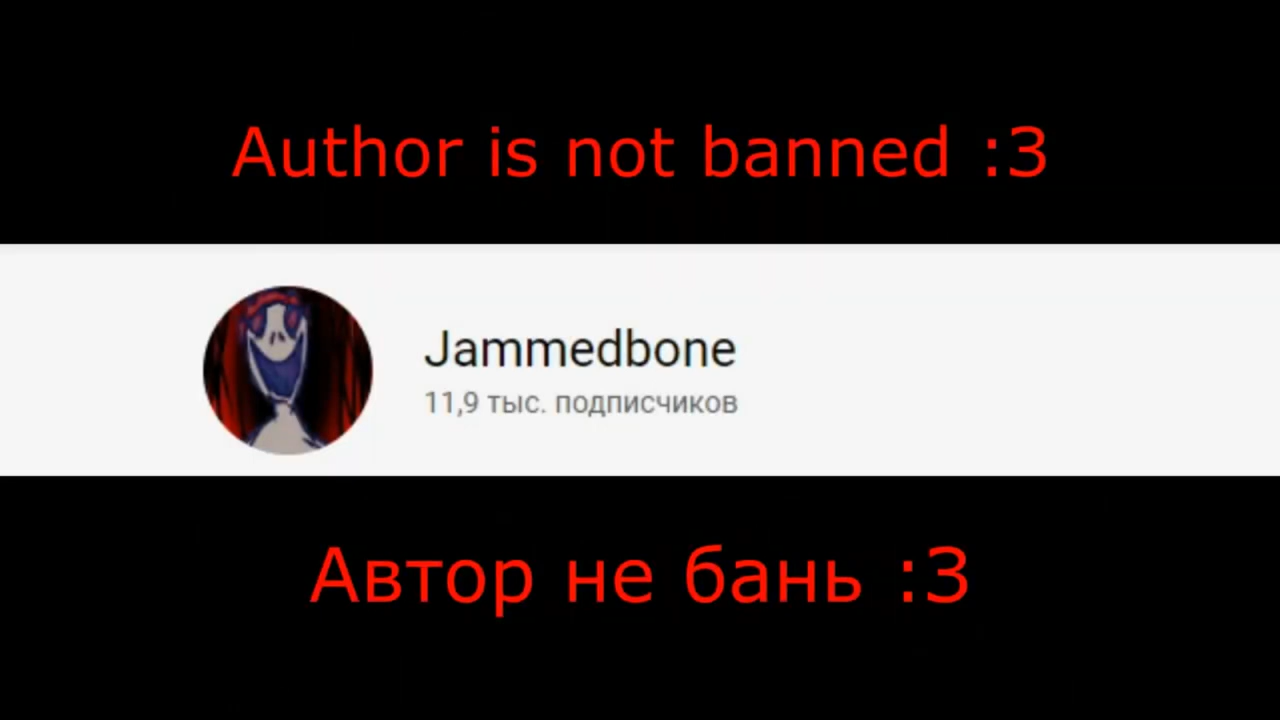 Author is not banned :3
Jammedbone
11,9 тыс. подписчиков
Автор не бань :3